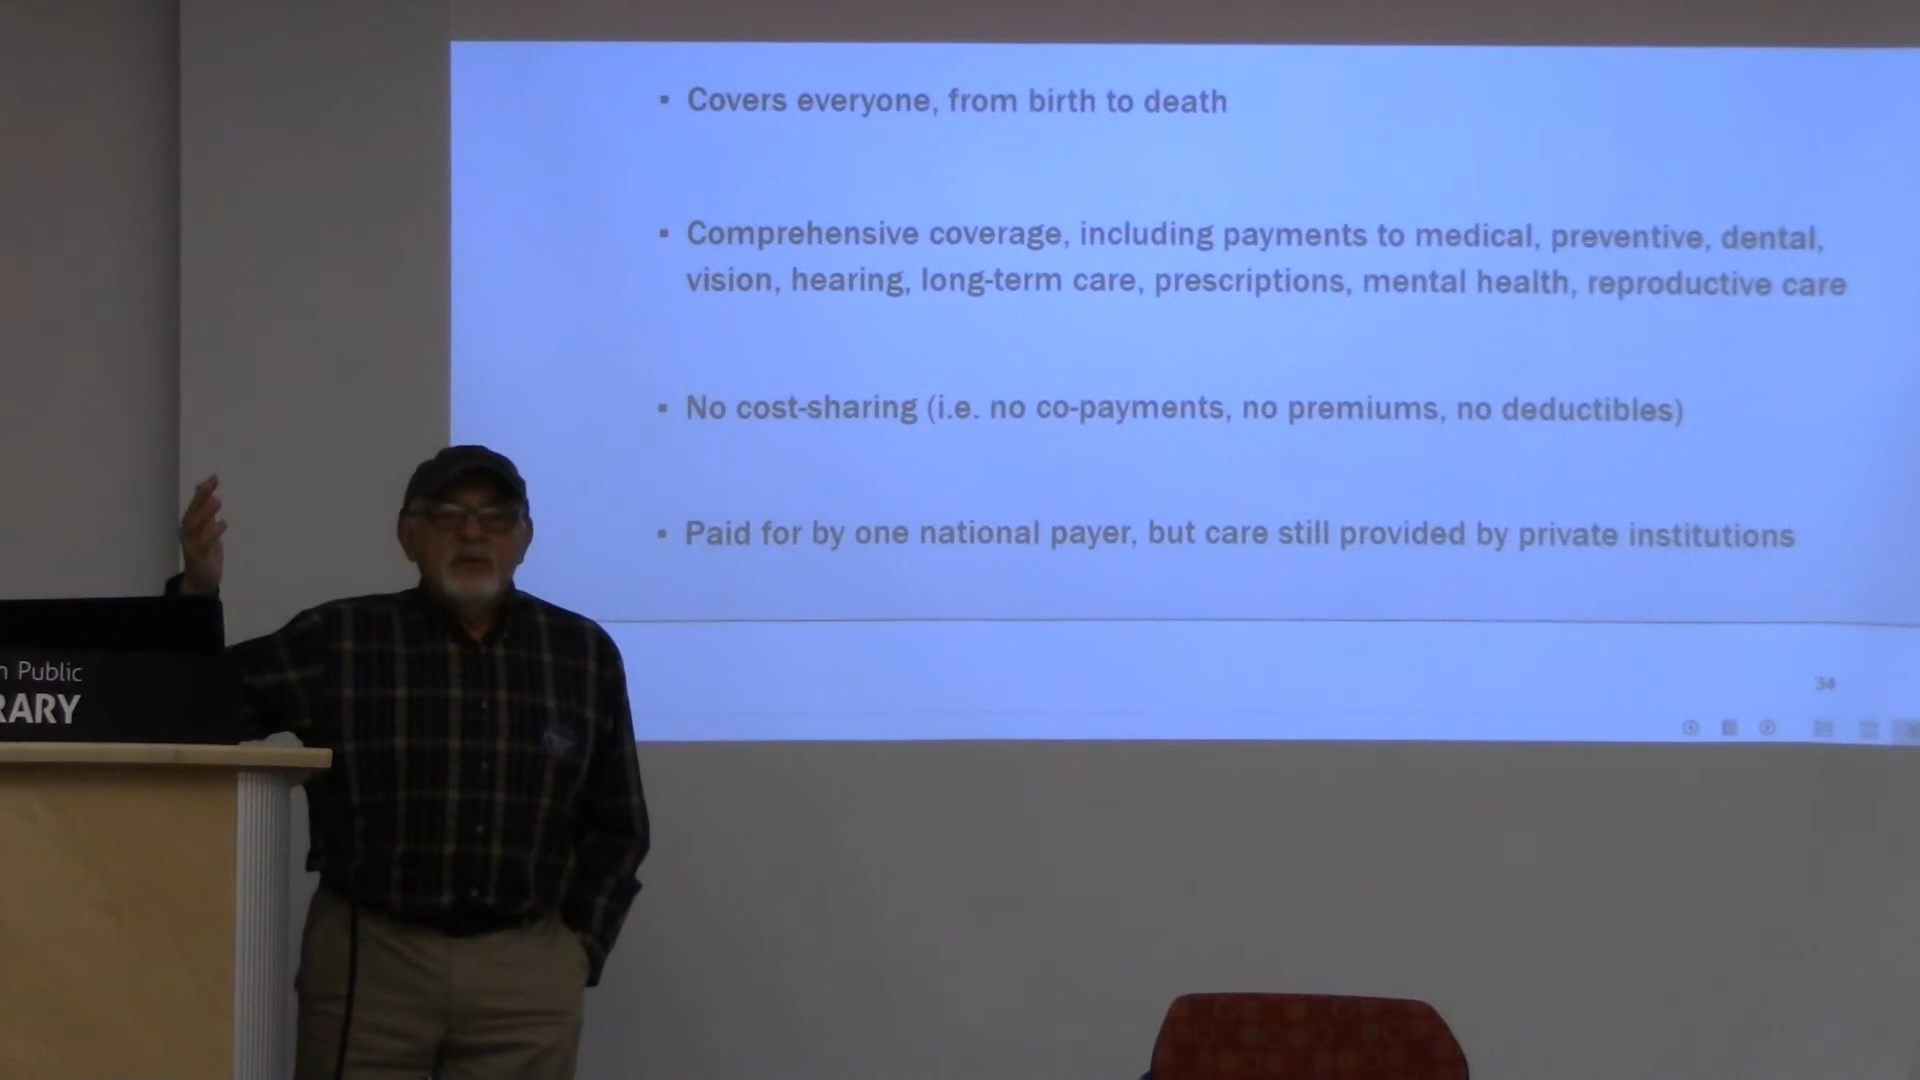 ▪ Covers everyone, from birth to death
▪ Comprehensive coverage, including payments to medical, preventive, dental,
vision, hearing, long-term care, prescriptions, mental health, reproductive care
▪ No cost-sharing (i.e. no co-payments, no premiums, no deductibles)
▪ Paid for by one national payer, but care still provided by private institutions
34
n Public
RARY